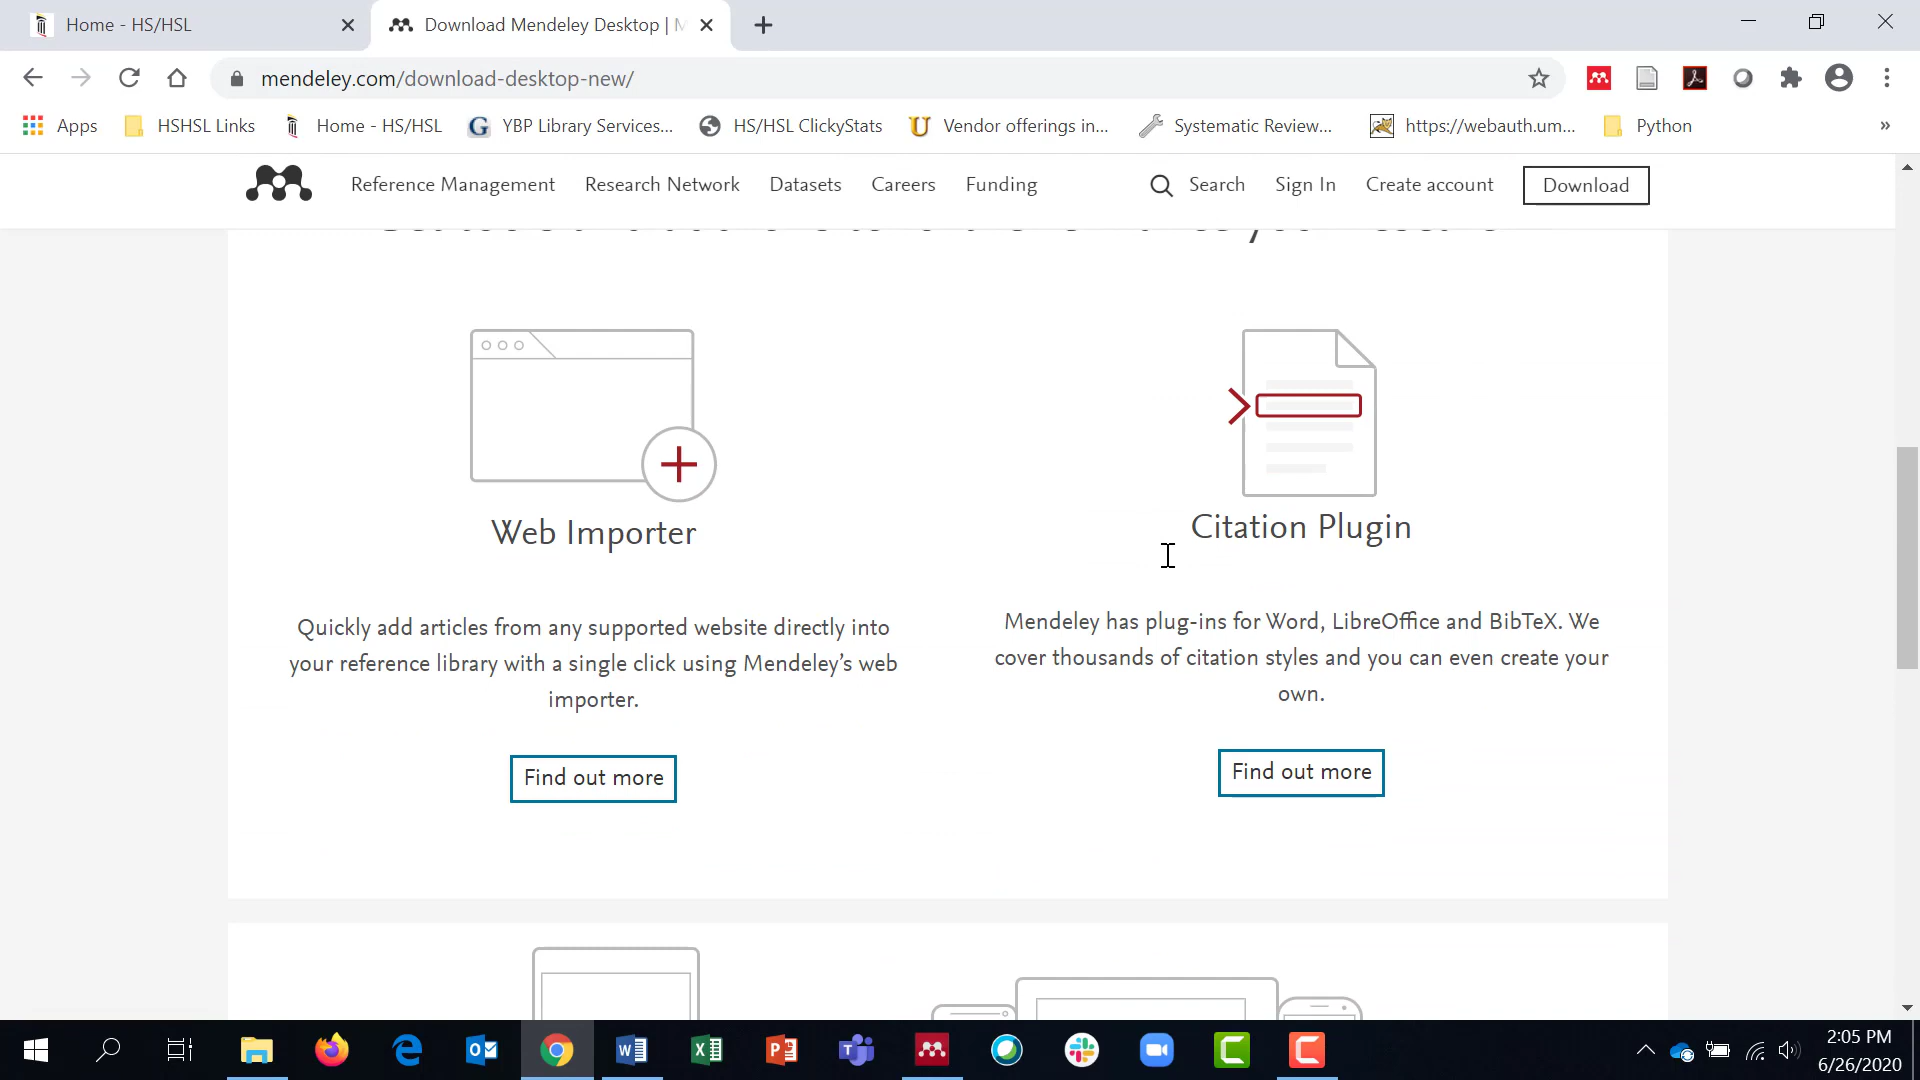 Home - HS/HSL
Download Mendeley Desktop | M
mendeley.com/download-desktop-new/
Apps
HSHSL Links
Home - HS/HSL
YBP Library Services...
HS/HSL ClickyStats
Vendor offerings in...
Systematic Review...
https://webauth.um...
Python
»
Reference Management
Research Network
Datasets
Careers
Funding
Search
Sign In
Create account
Download
Web Importer
Quickly add articles from any supported website directly into
your reference library with a single click using Mendeley’s web
importer.
Find out more
Citation Plugin
Mendeley has plug-ins for Word, LibreOffice and BibTeX. We
cover thousands of citation styles and you can even create your
own.
Find out more
2:05 PM
6/26/2020